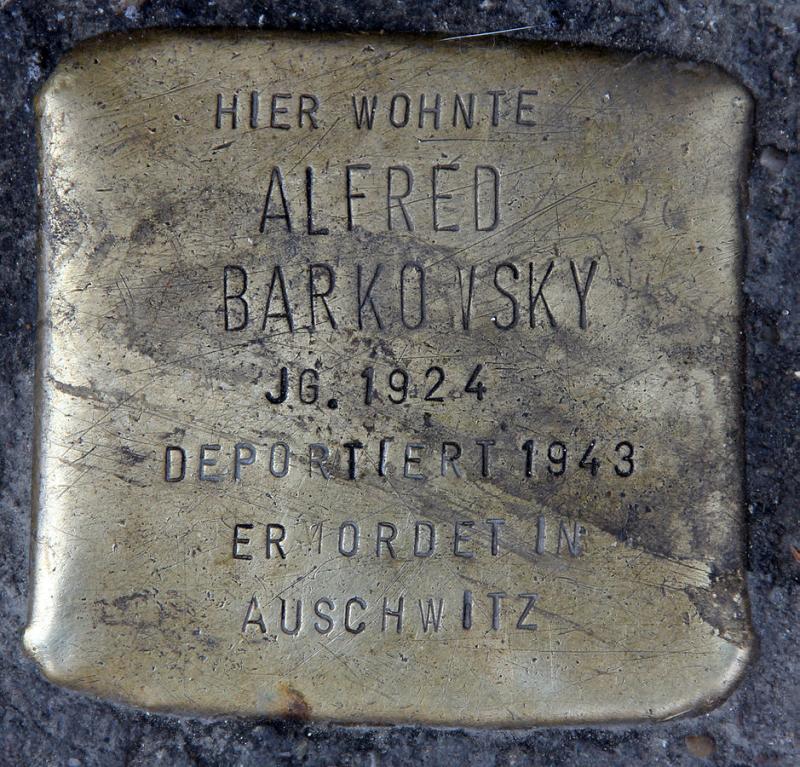 HIER WOHNTE
ALFRED
BARKOWSKY
JG. 1924
DEPORTIERT 1943
ERMORDET IN
AUSCHWITZ